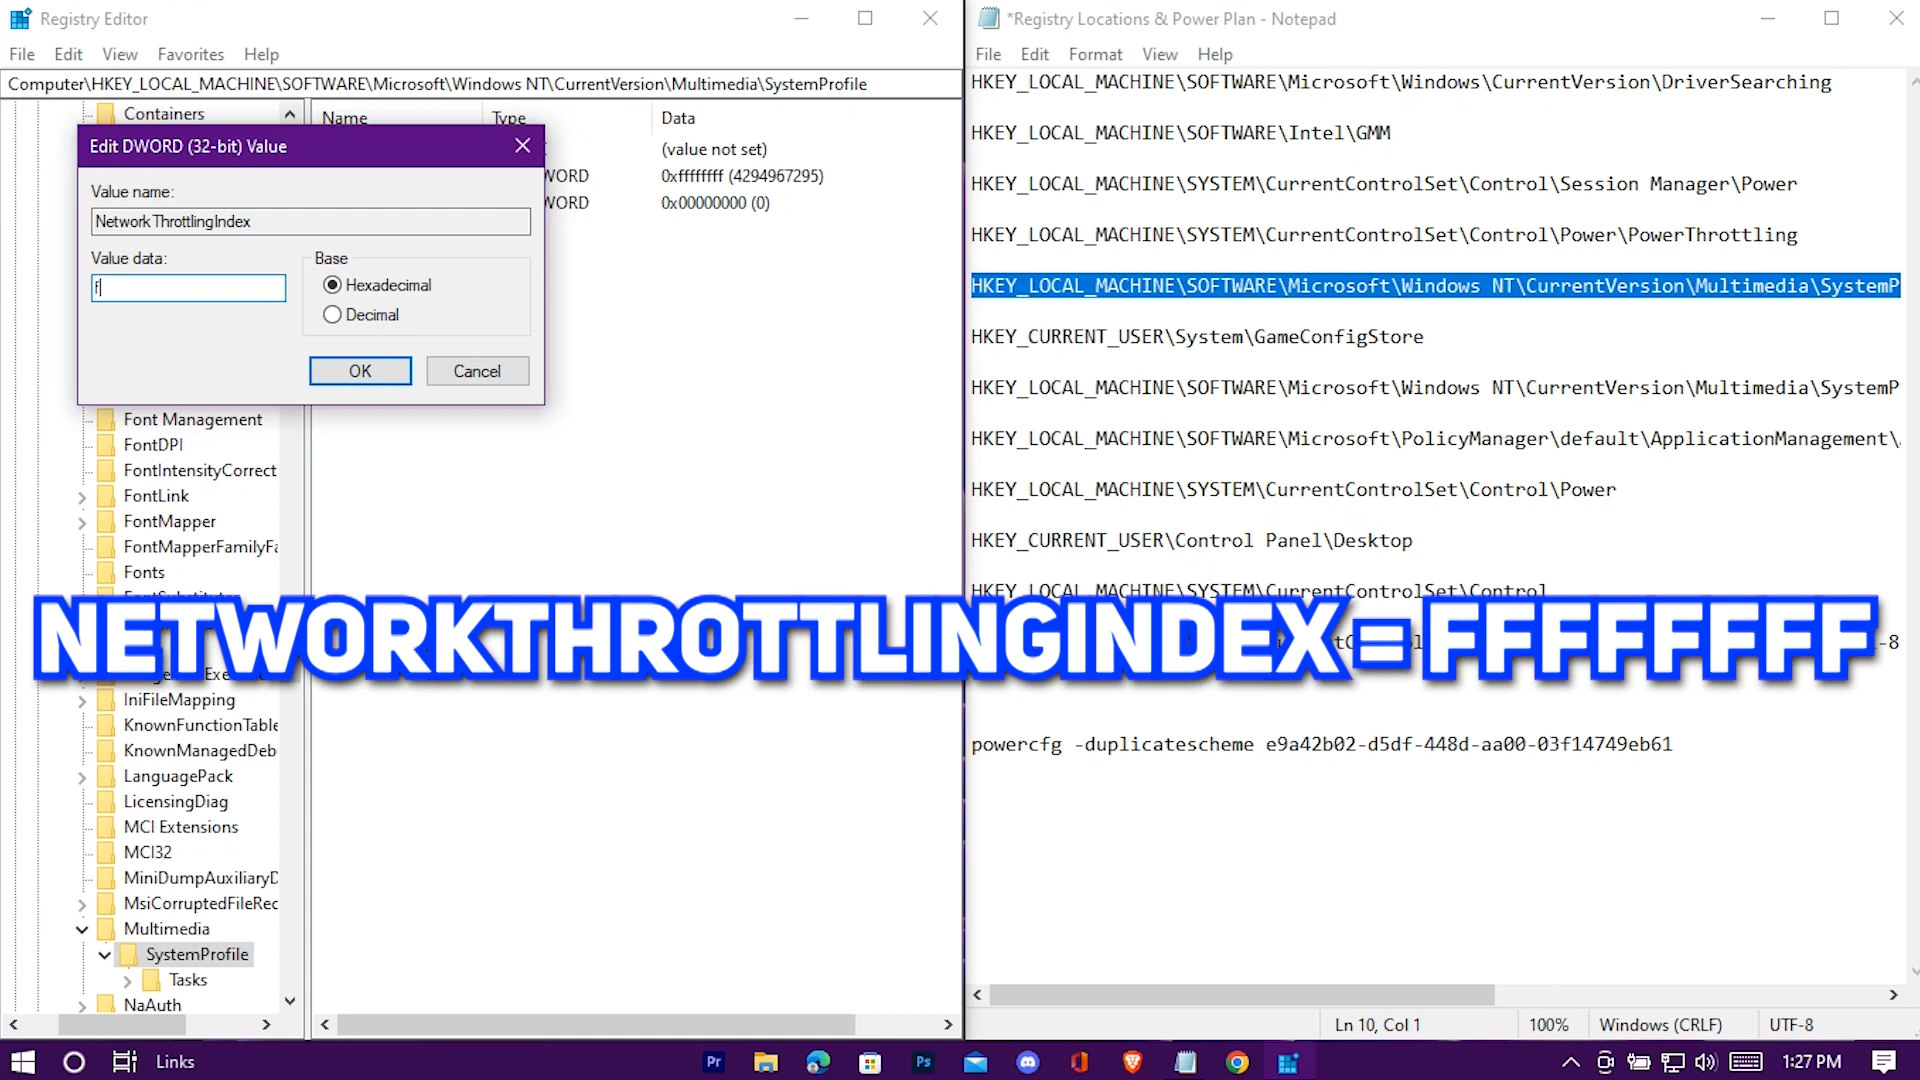 Registry Editor
File Edit View Favorites Help
Computer\HKEY_LOCAL_MACHINE\SOFTWARE\Microsoft\Windows NT\CurrentVersion\Multimedia\SystemProfile
Containers
Name Type Data
(value not set)
WORD 0xffffffff (4294967295)
WORD 0x00000000 (0)
Edit DWORD (32-bit) Value
Value name:
NetworkThrottlingIndex
Value data:
f
Base
Hexadecimal
Decimal
OK Cancel
Font Management
FontDPI
FontIntensityCorrect
FontLink
FontMapper
FontMapperFamilyFa
Fonts
IniFileMapping
KnownFunctionTable
KnownManagedDeb
LanguagePack
LicensingDiag
MCI Extensions
MCI32
MiniDumpAuxiliaryD
MsiCorruptedFileRec
Multimedia
SystemProfile
Tasks
NaAuth
*Registry Locations & Power Plan - Notepad
File Edit Format View Help
HKEY_LOCAL_MACHINE\SOFTWARE\Microsoft\Windows\CurrentVersion\DriverSearching
HKEY_LOCAL_MACHINE\SOFTWARE\Intel\GMM
HKEY_LOCAL_MACHINE\SYSTEM\CurrentControlSet\Control\Session Manager\Power
HKEY_LOCAL_MACHINE\SYSTEM\CurrentControlSet\Control\Power\PowerThrottling
HKEY_LOCAL_MACHINE\SOFTWARE\Microsoft\Windows NT\CurrentVersion\Multimedia\SystemP
HKEY_CURRENT_USER\System\GameConfigStore
HKEY_LOCAL_MACHINE\SOFTWARE\Microsoft\Windows NT\CurrentVersion\Multimedia\SystemP
HKEY_LOCAL_MACHINE\SOFTWARE\Microsoft\PolicyManager\default\ApplicationManagement\
HKEY_LOCAL_MACHINE\SYSTEM\CurrentControlSet\Control\Power
HKEY_CURRENT_USER\Control Panel\Desktop
HKEY_LOCAL_MACHINE\SYSTEM\CurrentControlSet\Control
NETWORKTHROTTLINGINDEX = FFFFFFFF
powercfg -duplicatescheme e9a42b02-d5df-448d-aa00-03f14749eb61
Ln 10, Col 1 100% Windows (CRLF) UTF-8
Links Pr Ps 1:27 PM